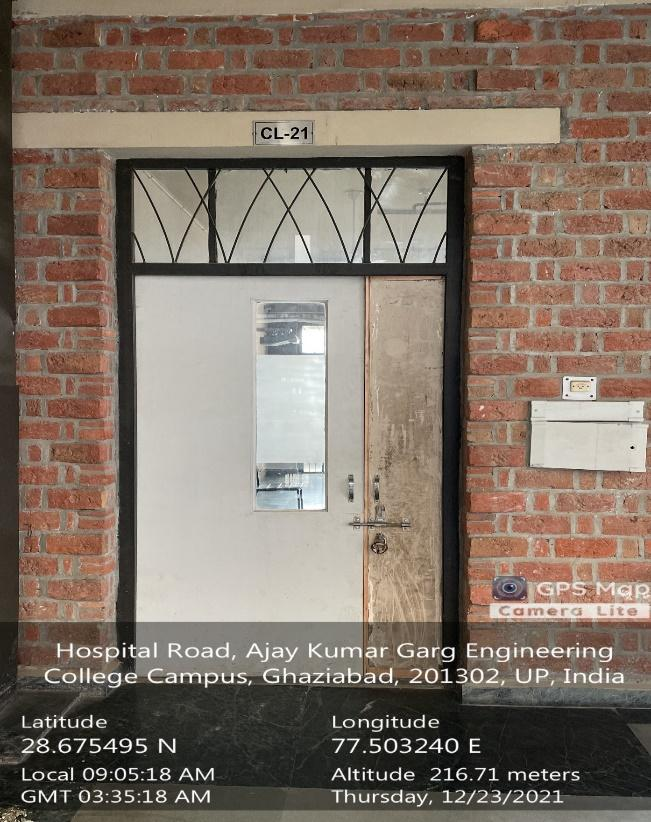 CL-21
GPS Map
Camera Lite
Hospital Road, Ajay Kumar Garg Engineering
College Campus, Ghaziabad, 201302, UP, India
Latitude
28.675495 N
Longitude
77.503240 E
Local 09:05:18 AM
GMT 03:35:18 AM
Altitude 216.71 meters
Thursday, 12/23/2021